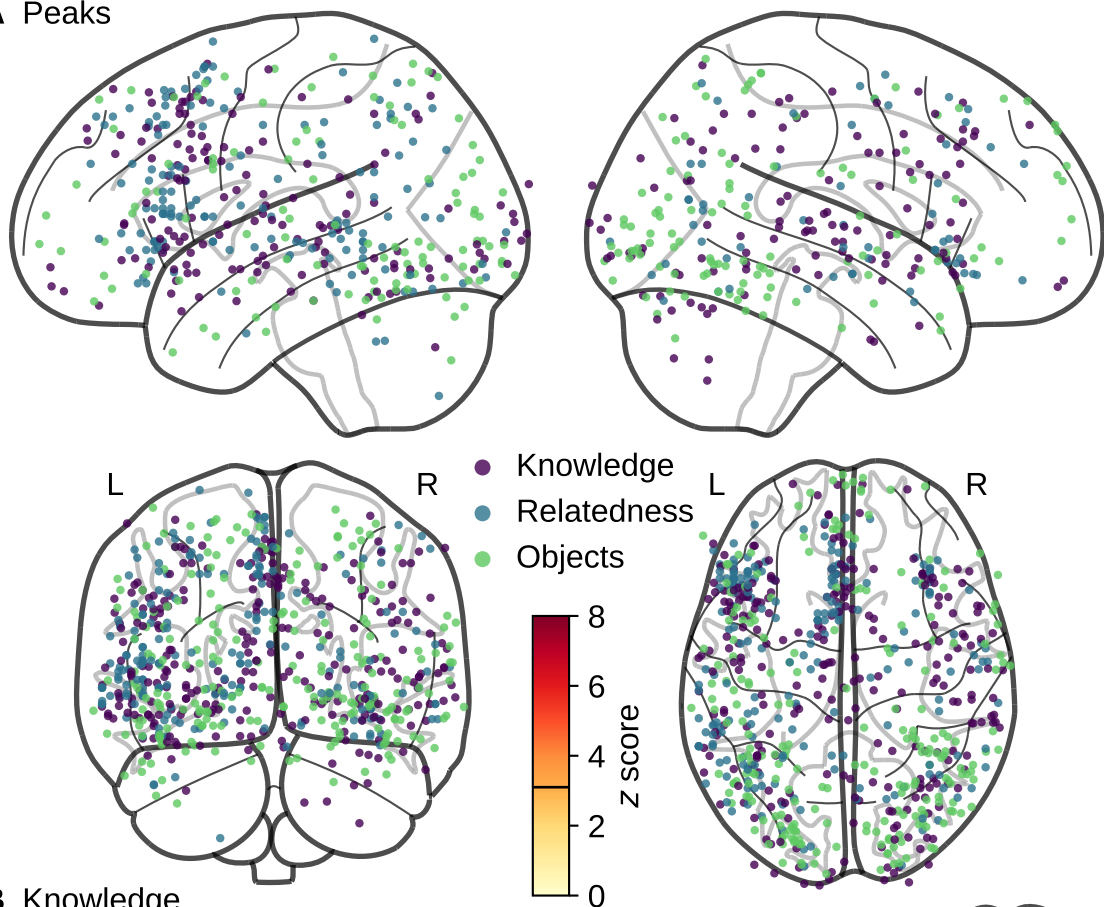 A Peaks
L
R
Knowledge
Relatedness
Objects
L
R
8
6
4
2
0
z score
B Knowledge